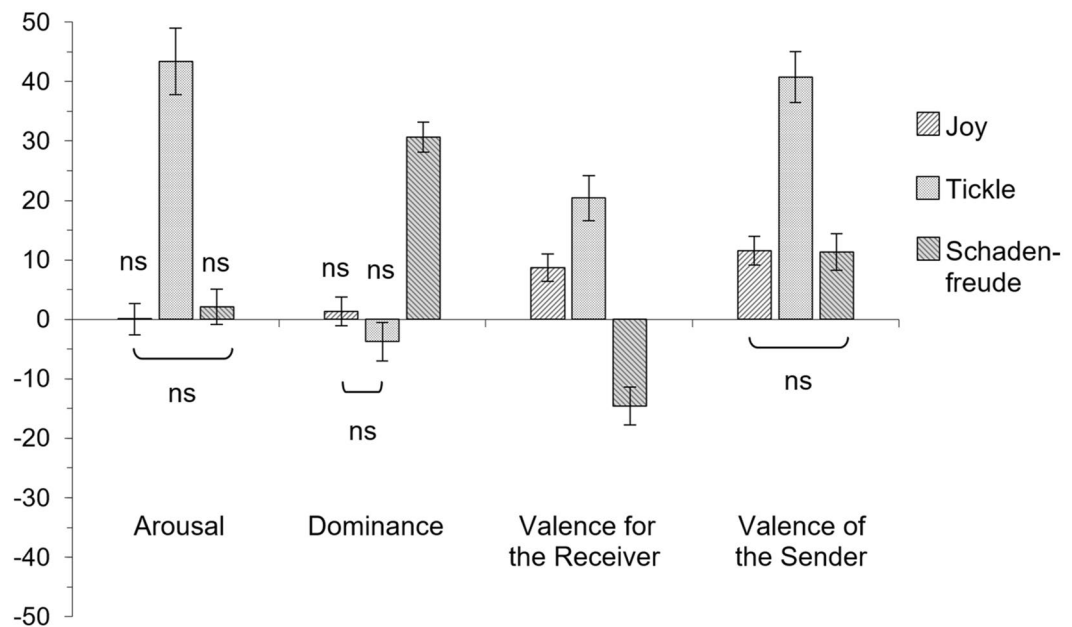 50
40
30
20
10
0
-10
-20
-30
-40
-50
ns
ns
ns
ns
ns
ns
ns
Arousal
Dominance
Valence for
the Receiver
Valence of
the Sender
Joy
Tickle
Schaden-
freude